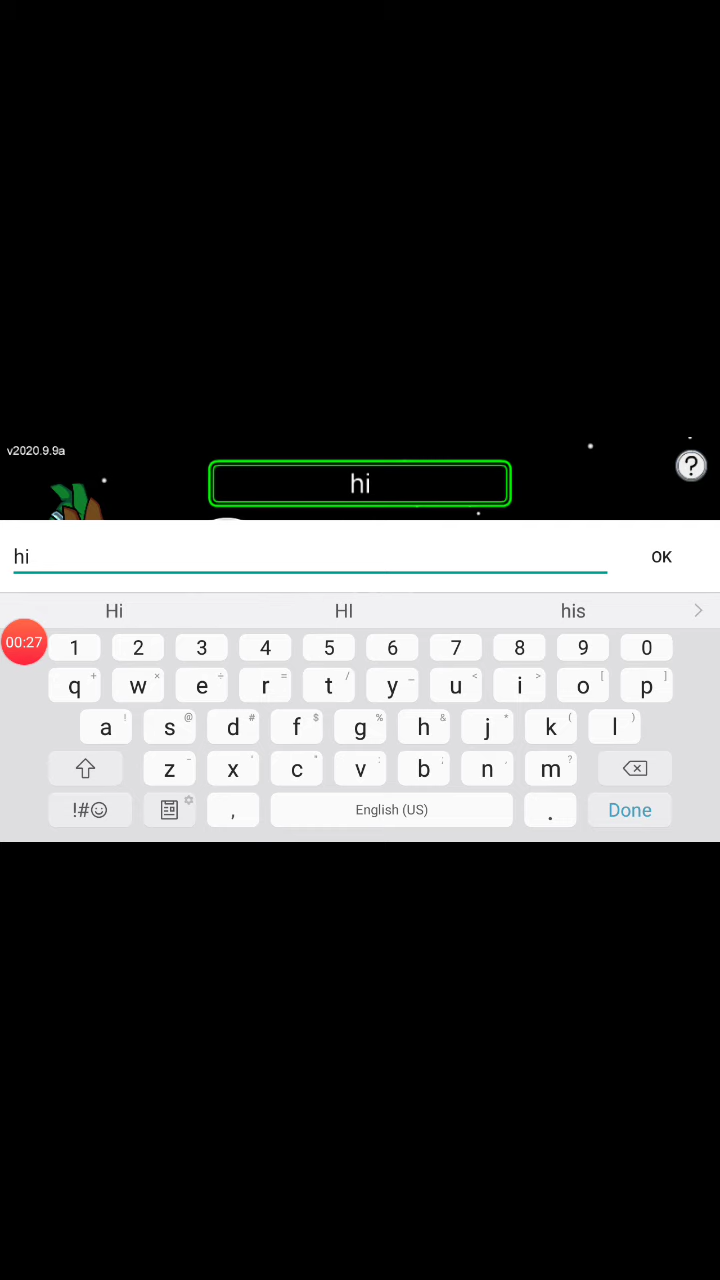 v2020.9.9a
hi
?
hi OK
Hi HI his
00:27
1 2 3 4 5 6 7 8 9 0
q + w × e ÷ r = t / y _ u < i > o [ p ]
a ! s @ d # f $ g % h & j * k ( l )
z - x ' c " v : b ; n , m ?
!#☺ , English (US) . Done